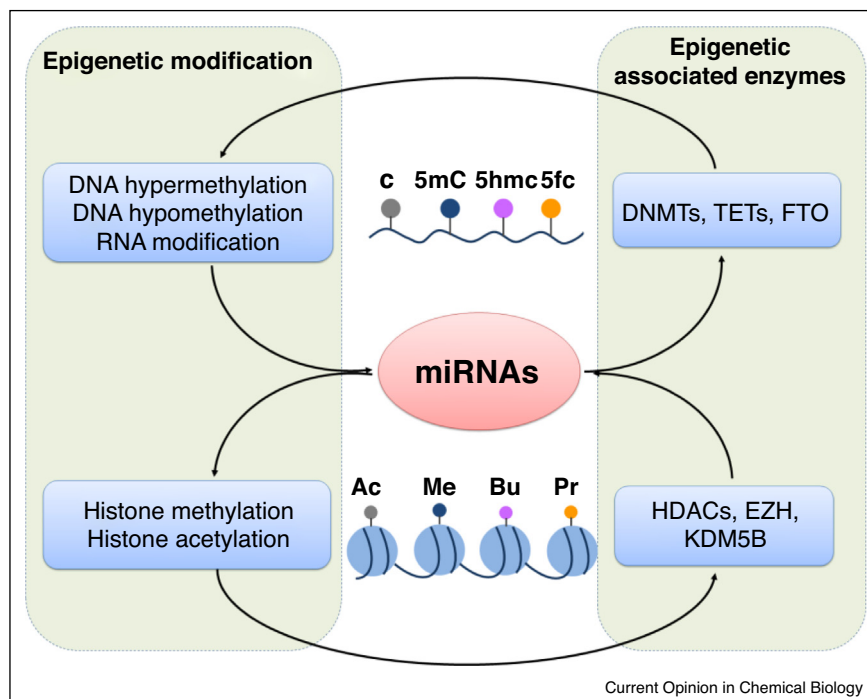 Epigenetic modification
Epigenetic
associated enzymes
DNA hypermethylation
DNA hypomethylation
RNA modification
c 5mC 5hmc 5fc
DNMTs, TETs, FTO
miRNAs
Histone methylation
Histone acetylation
Ac Me Bu Pr
HDACs, EZH,
KDM5B
Current Opinion in Chemical Biology